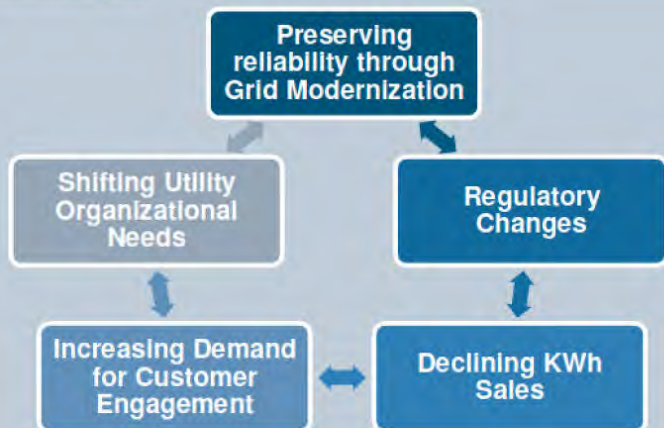 Preserving
reliability through
Grid Modernization
Shifting Utility
Organizational
Needs
Regulatory
Changes
Increasing Demand
for Customer
Engagement
Declining KWh
Sales